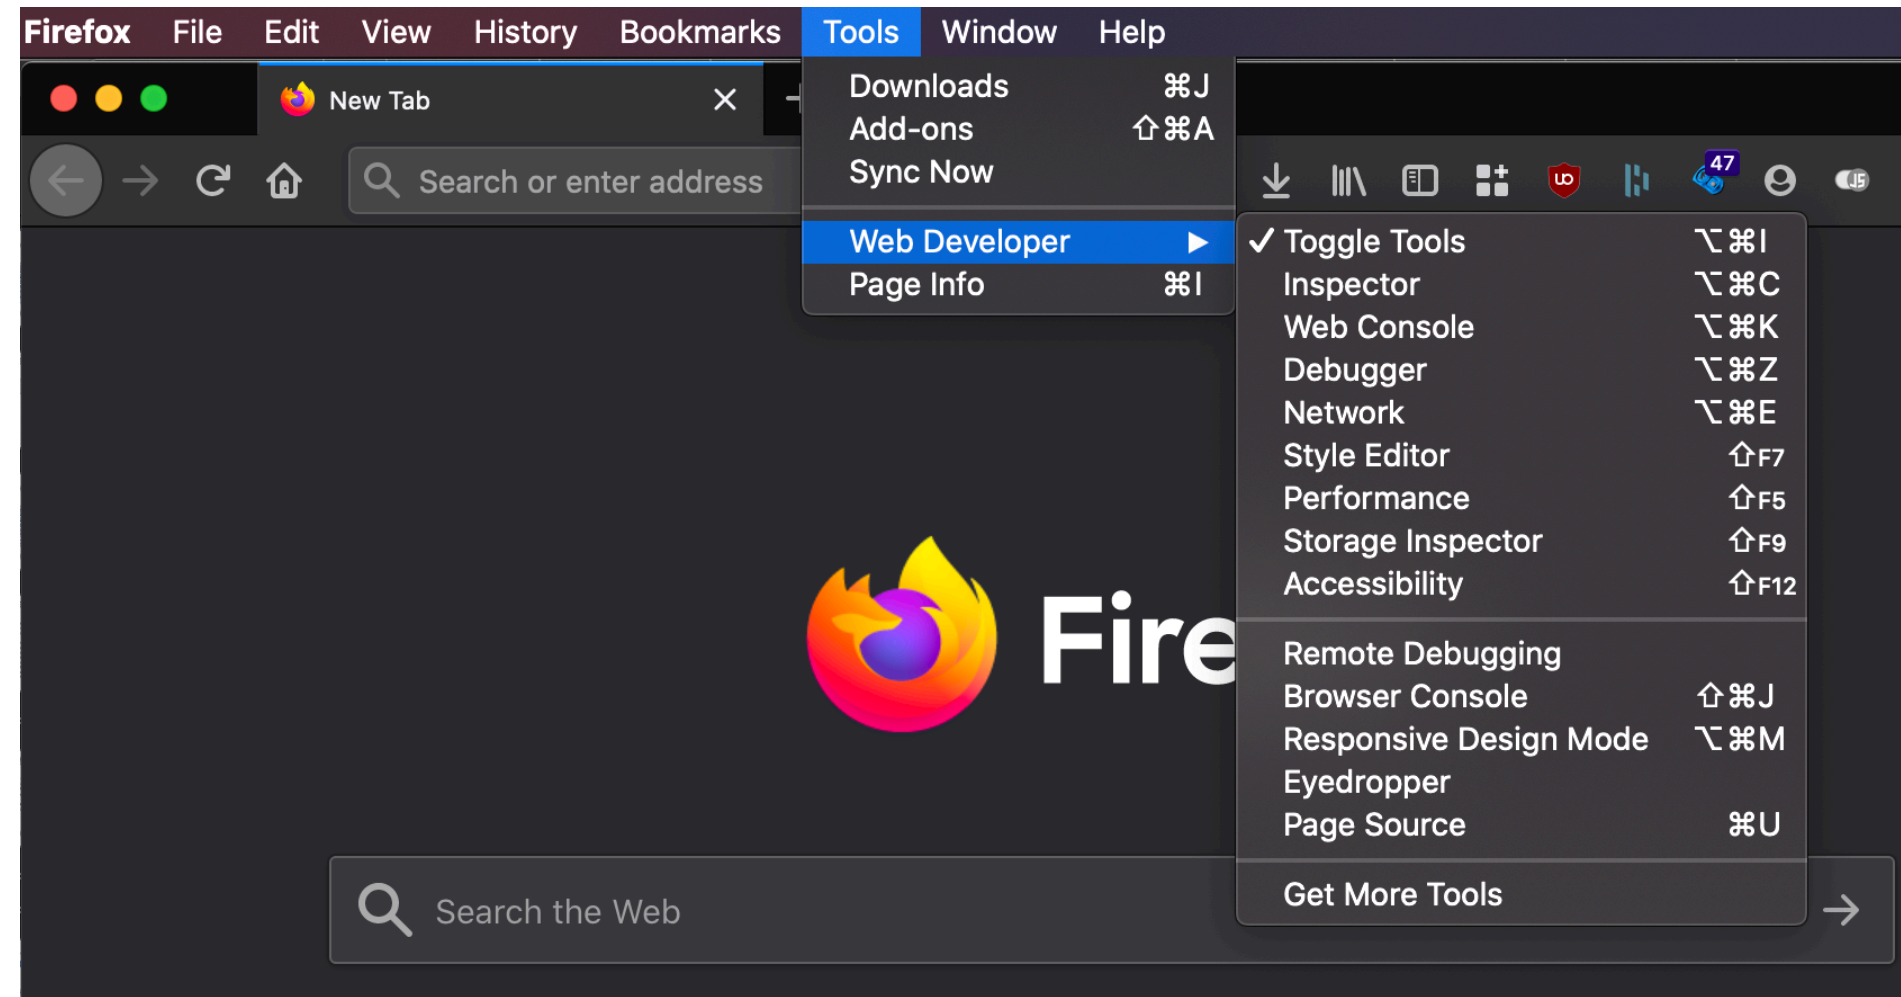 Firefox File Edit View History Bookmarks Tools Window Help
New Tab
Search or enter address
47
Downloads ⌘J
Add-ons ⇧⌘A
Sync Now
Web Developer ▶
Page Info ⌘I
✓ Toggle Tools ⌥⌘I
Inspector ⌥⌘C
Web Console ⌥⌘K
Debugger ⌥⌘Z
Network ⌥⌘E
Style Editor ⇧F7
Performance ⇧F5
Storage Inspector ⇧F9
Accessibility ⇧F12
Remote Debugging
Browser Console ⇧⌘J
Responsive Design Mode ⌥⌘M
Eyedropper
Page Source ⌘U
Get More Tools
Fire
Search the Web
JS